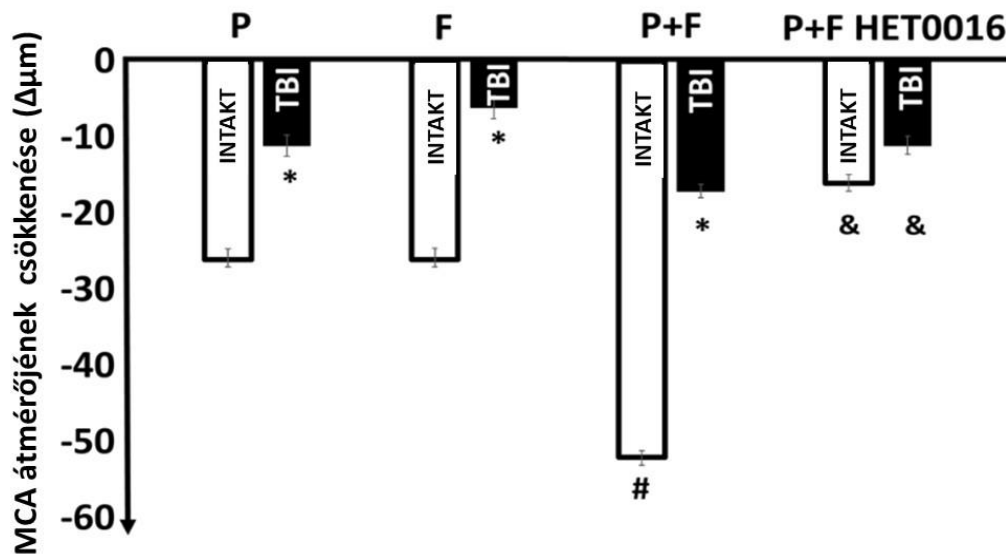 P F P+F P+F HET0016
MCA átmérőjének csökkenése (Δµm)
0
-10
-20
-30
-40
-50
-60
INTAKT TBI INTAKT TBI INTAKT TBI INTAKT TBI
* * * & &
#